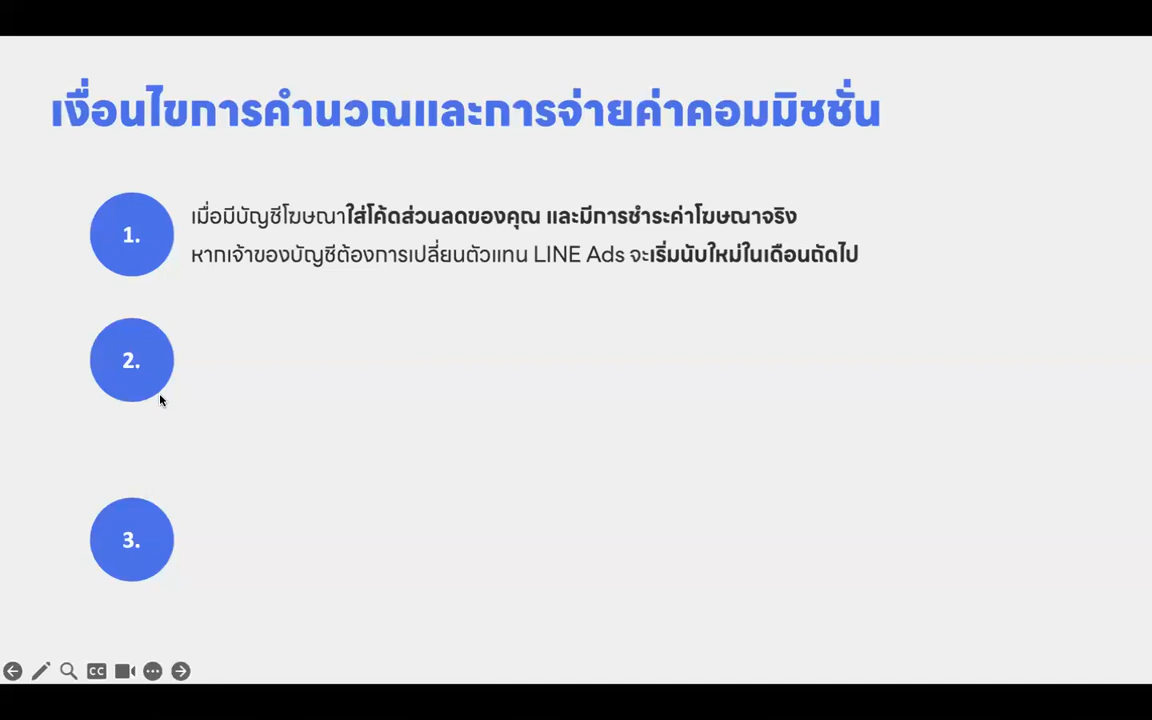 เงื่อนไขการคำนวณและการจ่ายค่าคอมมิชชั่น
1.
เมื่อมีบัญชีโฆษณาใส่โค้ดส่วนลดของคุณ และมีการชำระค่าโฆษณาจริง
หากเจ้าของบัญชีต้องการเปลี่ยนตัวแทน LINE Ads จะเริ่มนับใหม่ในเดือนถัดไป
2.
3.
CC